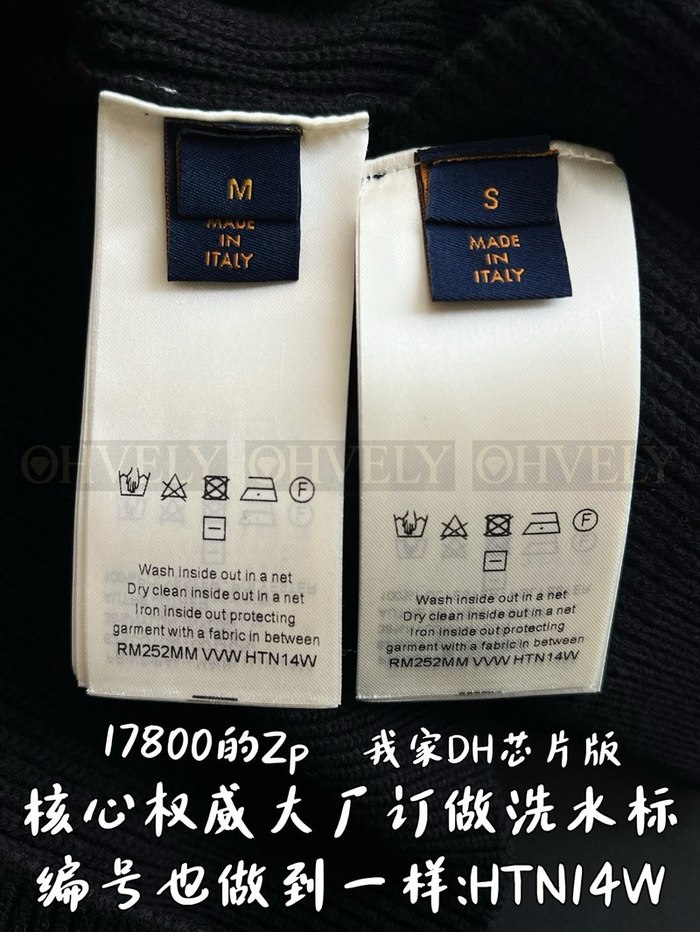 M
MADE
IN
ITALY
S
MADE
IN
ITALY
OHVELY OHVELY OHVELY
F
Wash inside out in a net
Dry clean inside out in a net
Iron inside out protecting
garment with a fabric in between
RM252MM VVW HTN14W
F
Wash inside out in a net
Dry clean inside out in a net
Iron inside out protecting
garment with a fabric in between
RM252MM VVW HTN14W
17800的Zp 我家DH芯片版
核心权威大厂订做洗水标
编号也做到一样:HTN14W